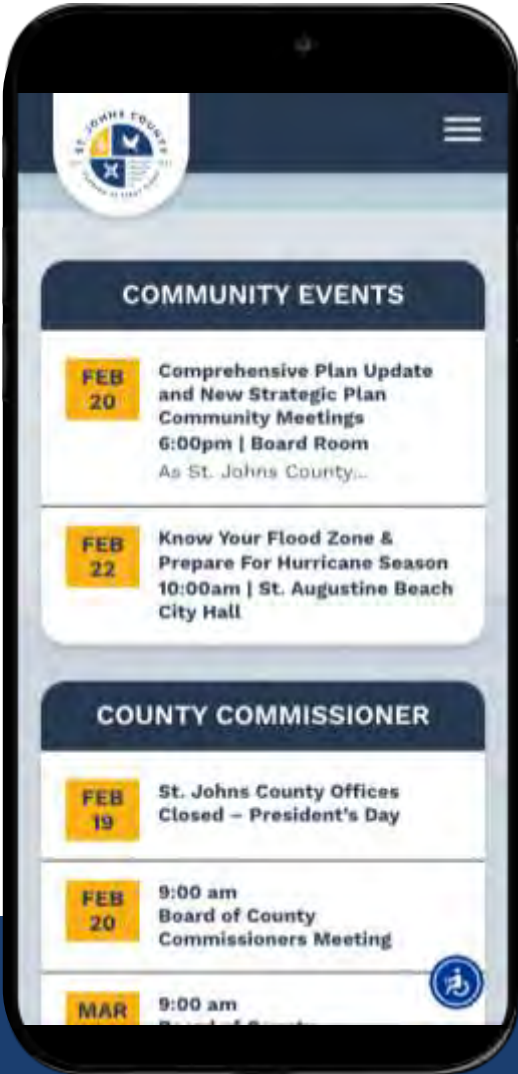 ST. JOHNS COUNTY
COMMUNITY EVENTS
FEB
20
Comprehensive Plan Update
and New Strategic Plan
Community Meetings
6:00pm | Board Room
As St. Johns County...
FEB
22
Know Your Flood Zone &
Prepare For Hurricane Season
10:00am | St. Augustine Beach
City Hall
COUNTY COMMISSIONER
FEB
19
St. Johns County Offices
Closed – President's Day
FEB
20
9:00 am
Board of County
Commissioners Meeting
MAR
9:00 am